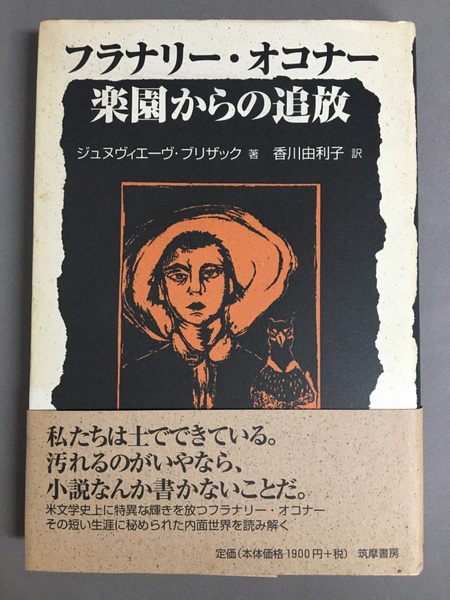 フラナリー・オコナー
楽園からの追放
ジュヌヴィエーヴ・ブリザック 著 香川由利子 訳
私たちは土でできている。
汚れるのがいやなら、
小説なんか書かないことだ。
米文学史上に特異な輝きを放つフラナリー・オコナー
その短い生涯に秘められた内面世界を読み解く
定価(本体価格1900円+税) 筑摩書房